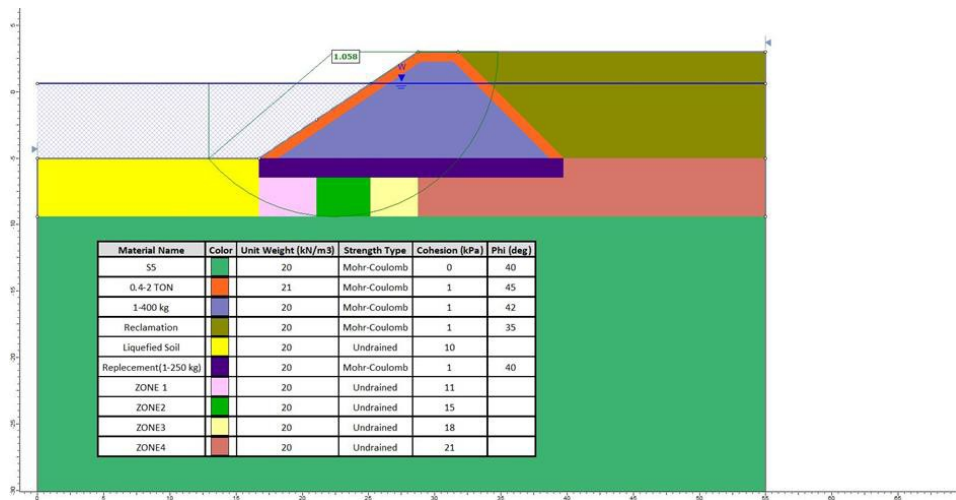 1.058
W
Material Name Color Unit Weight (kN/m3) Strength Type Cohesion (kPa) Phi (deg)
S5 20 Mohr-Coulomb 0 40
0.4-2 TON 21 Mohr-Coulomb 1 45
1-400 kg 20 Mohr-Coulomb 1 42
Reclamation 20 Mohr-Coulomb 1 35
Liquefied Soil 20 Undrained 10
Replecement(1-250 kg) 20 Mohr-Coulomb 1 40
ZONE 1 20 Undrained 11
ZONE2 20 Undrained 15
ZONE3 20 Undrained 18
ZONE4 20 Undrained 21
0 5 10 15 20 25 30 35 40 45 50 55 60 65